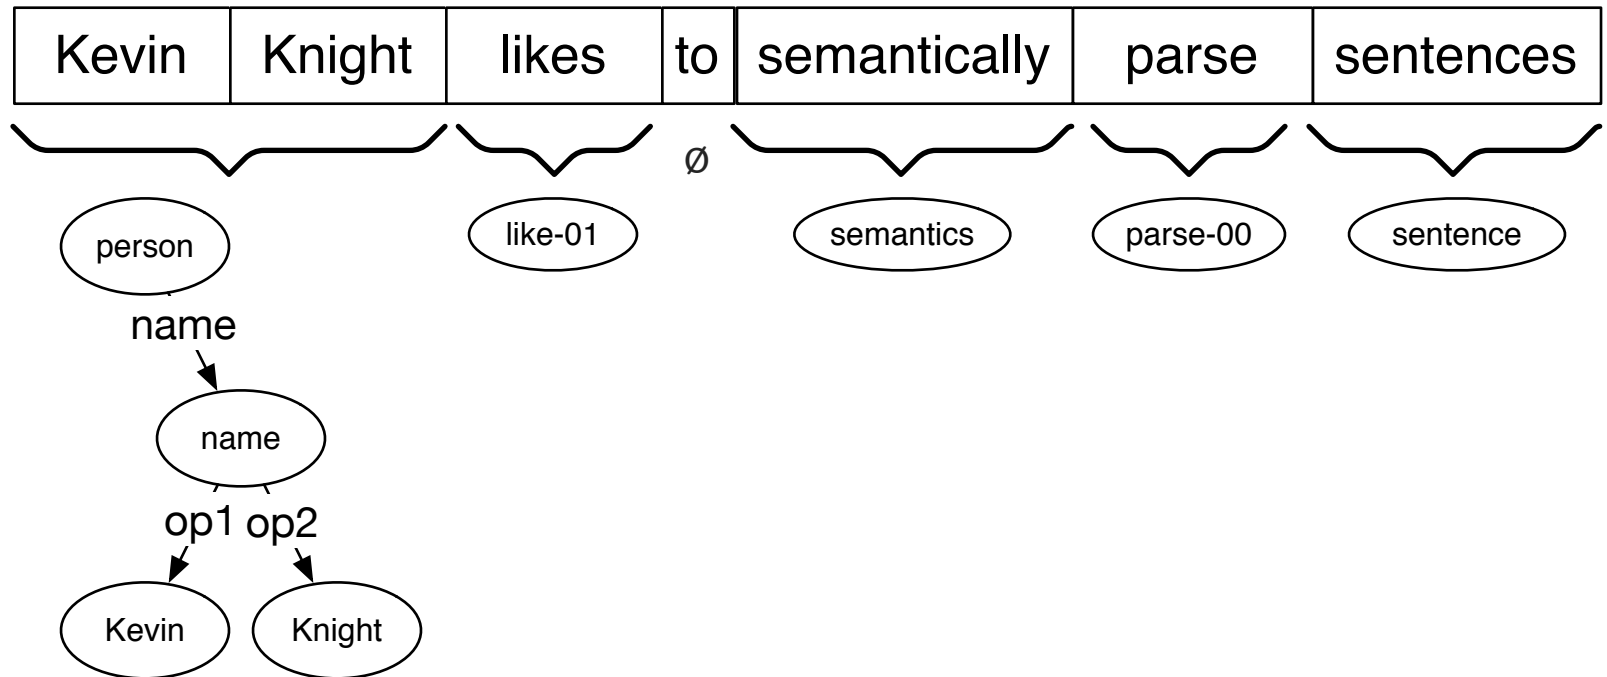 Kevin Knight likes to semantically parse sentences
Ø
person like-01 semantics parse-00 sentence
name
name
op1 op2
Kevin Knight